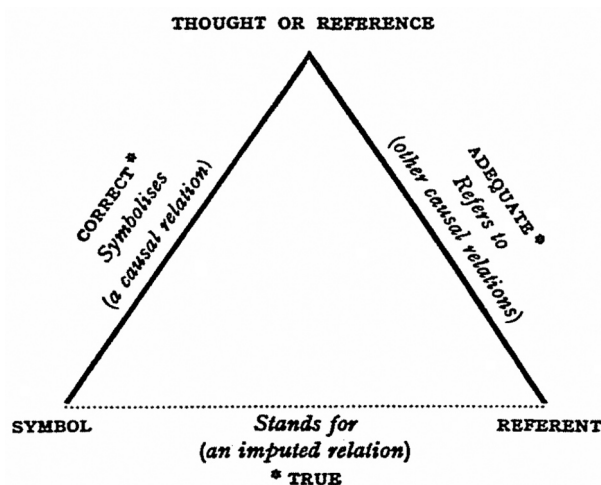 THOUGHT OR REFERENCE
CORRECT*
Symbolises
(a causal relation)
ADEQUATE*
Refers to
(other causal relations)
SYMBOL
Stands for
(an imputed relation)
* TRUE
REFERENT